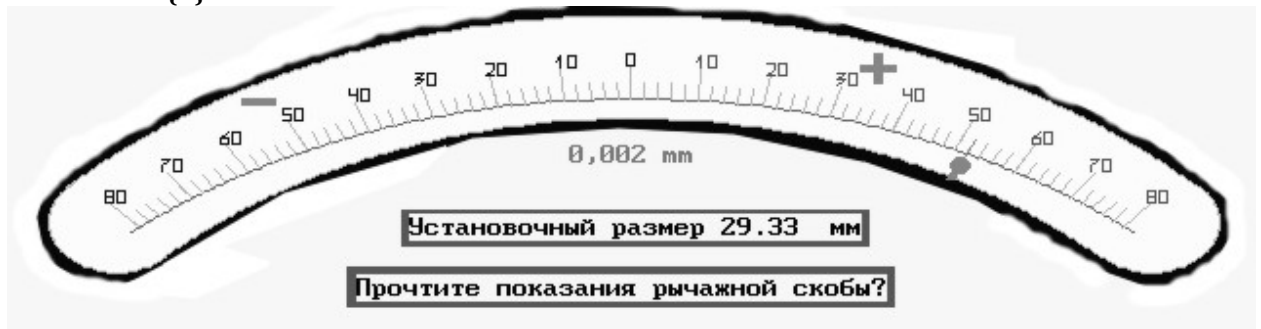 80 70 60 50 40 30 20 10 0 10 20 30 40 50 60 70 80
− +
0,002 mm
Установочный размер 29.33 мм
Прочтите показания рычажной скобы?